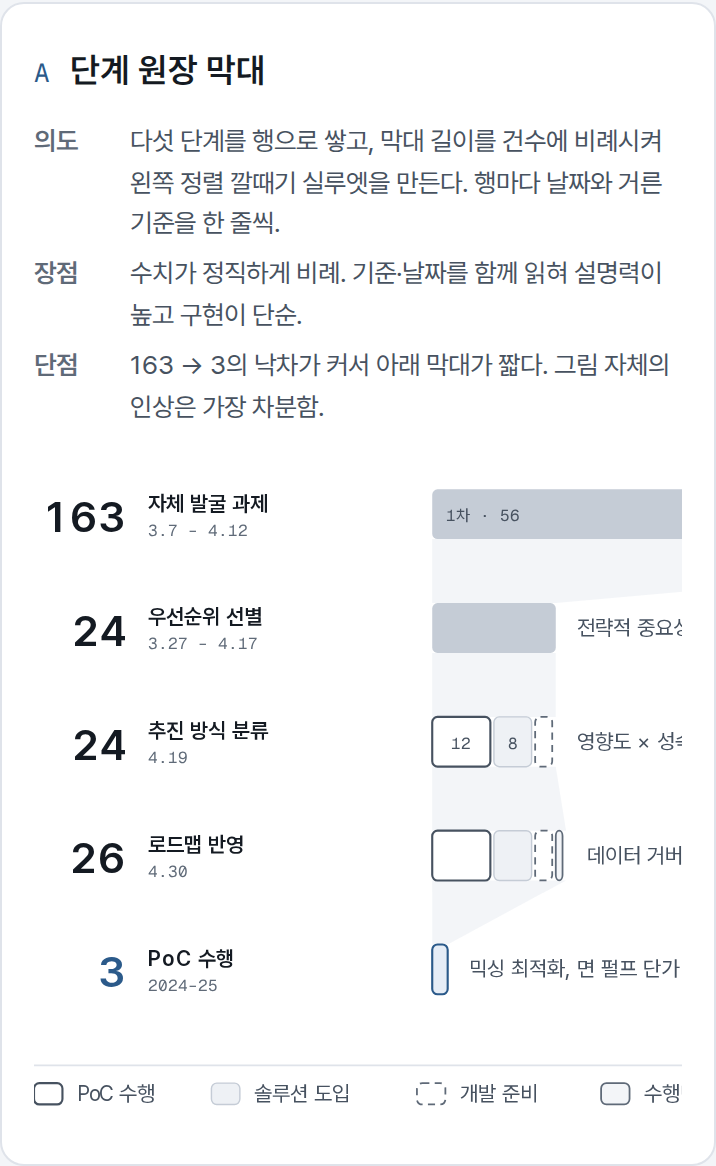 A 단계 원장 막대
의도 다섯 단계를 행으로 쌓고, 막대 길이를 건수에 비례시켜
왼쪽 정렬 깔때기 실루엣을 만든다. 행마다 날짜와 거른
기준을 한 줄씩.
장점 수치가 정직하게 비례. 기준·날짜를 함께 읽혀 설명력이
높고 구현이 단순.
단점 163 → 3의 낙차가 커서 아래 막대가 짧다. 그림 자체의
인상은 가장 차분함.
163 자체 발굴 과제
3.7 – 4.12
1차 · 56
24 우선순위 선별
3.27 – 4.17
전략적
24 추진 방식 분류
4.19
12 8
영향도 ×
26 로드맵 반영
4.30
데이터
3 PoC 수행
2024–25
믹싱 최적화, 면 펄프 단가
PoC 수행 솔루션 도입 개발 준비 수행